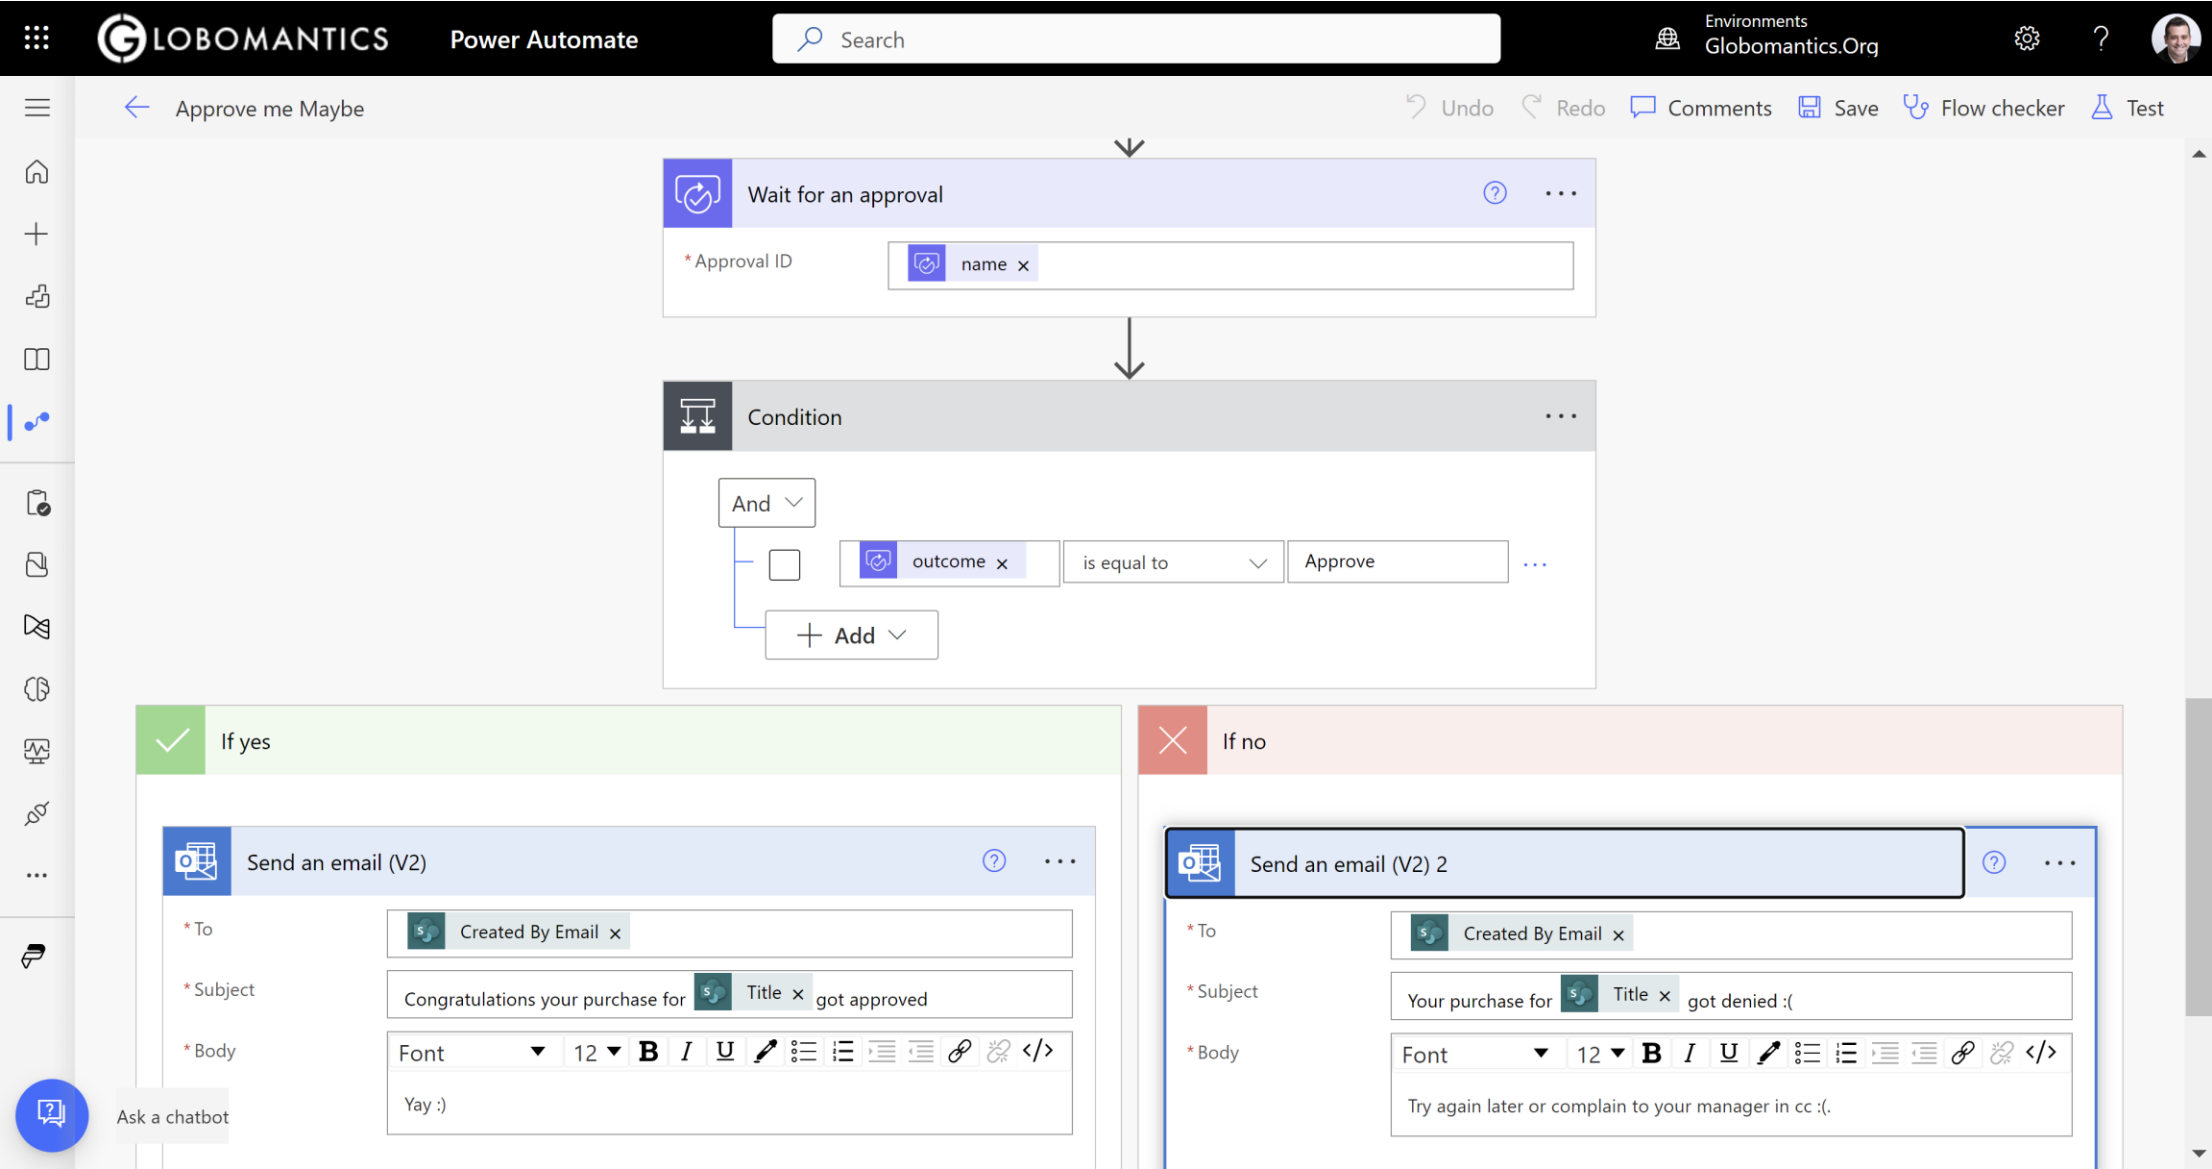 GLOBOMANTICS
Power Automate
Search
Environments
Globomantics.Org
?
Approve me Maybe
Undo
Redo
Comments
Save
Flow checker
Test
Wait for an approval
?
...
* Approval ID
name ×
Condition
...
And
outcome ×
is equal to
Approve
...
+ Add
If yes
If no
Send an email (V2)
?
...
* To
Created By Email ×
* Subject
Congratulations your purchase for Title × got approved
* Body
Font
12
B I U </>
Yay :)
Send an email (V2) 2
?
...
* To
Created By Email ×
* Subject
Your purchase for Title × got denied :(
* Body
Font
12
B I U </>
Try again later or complain to your manager in cc :(.
Ask a chatbot